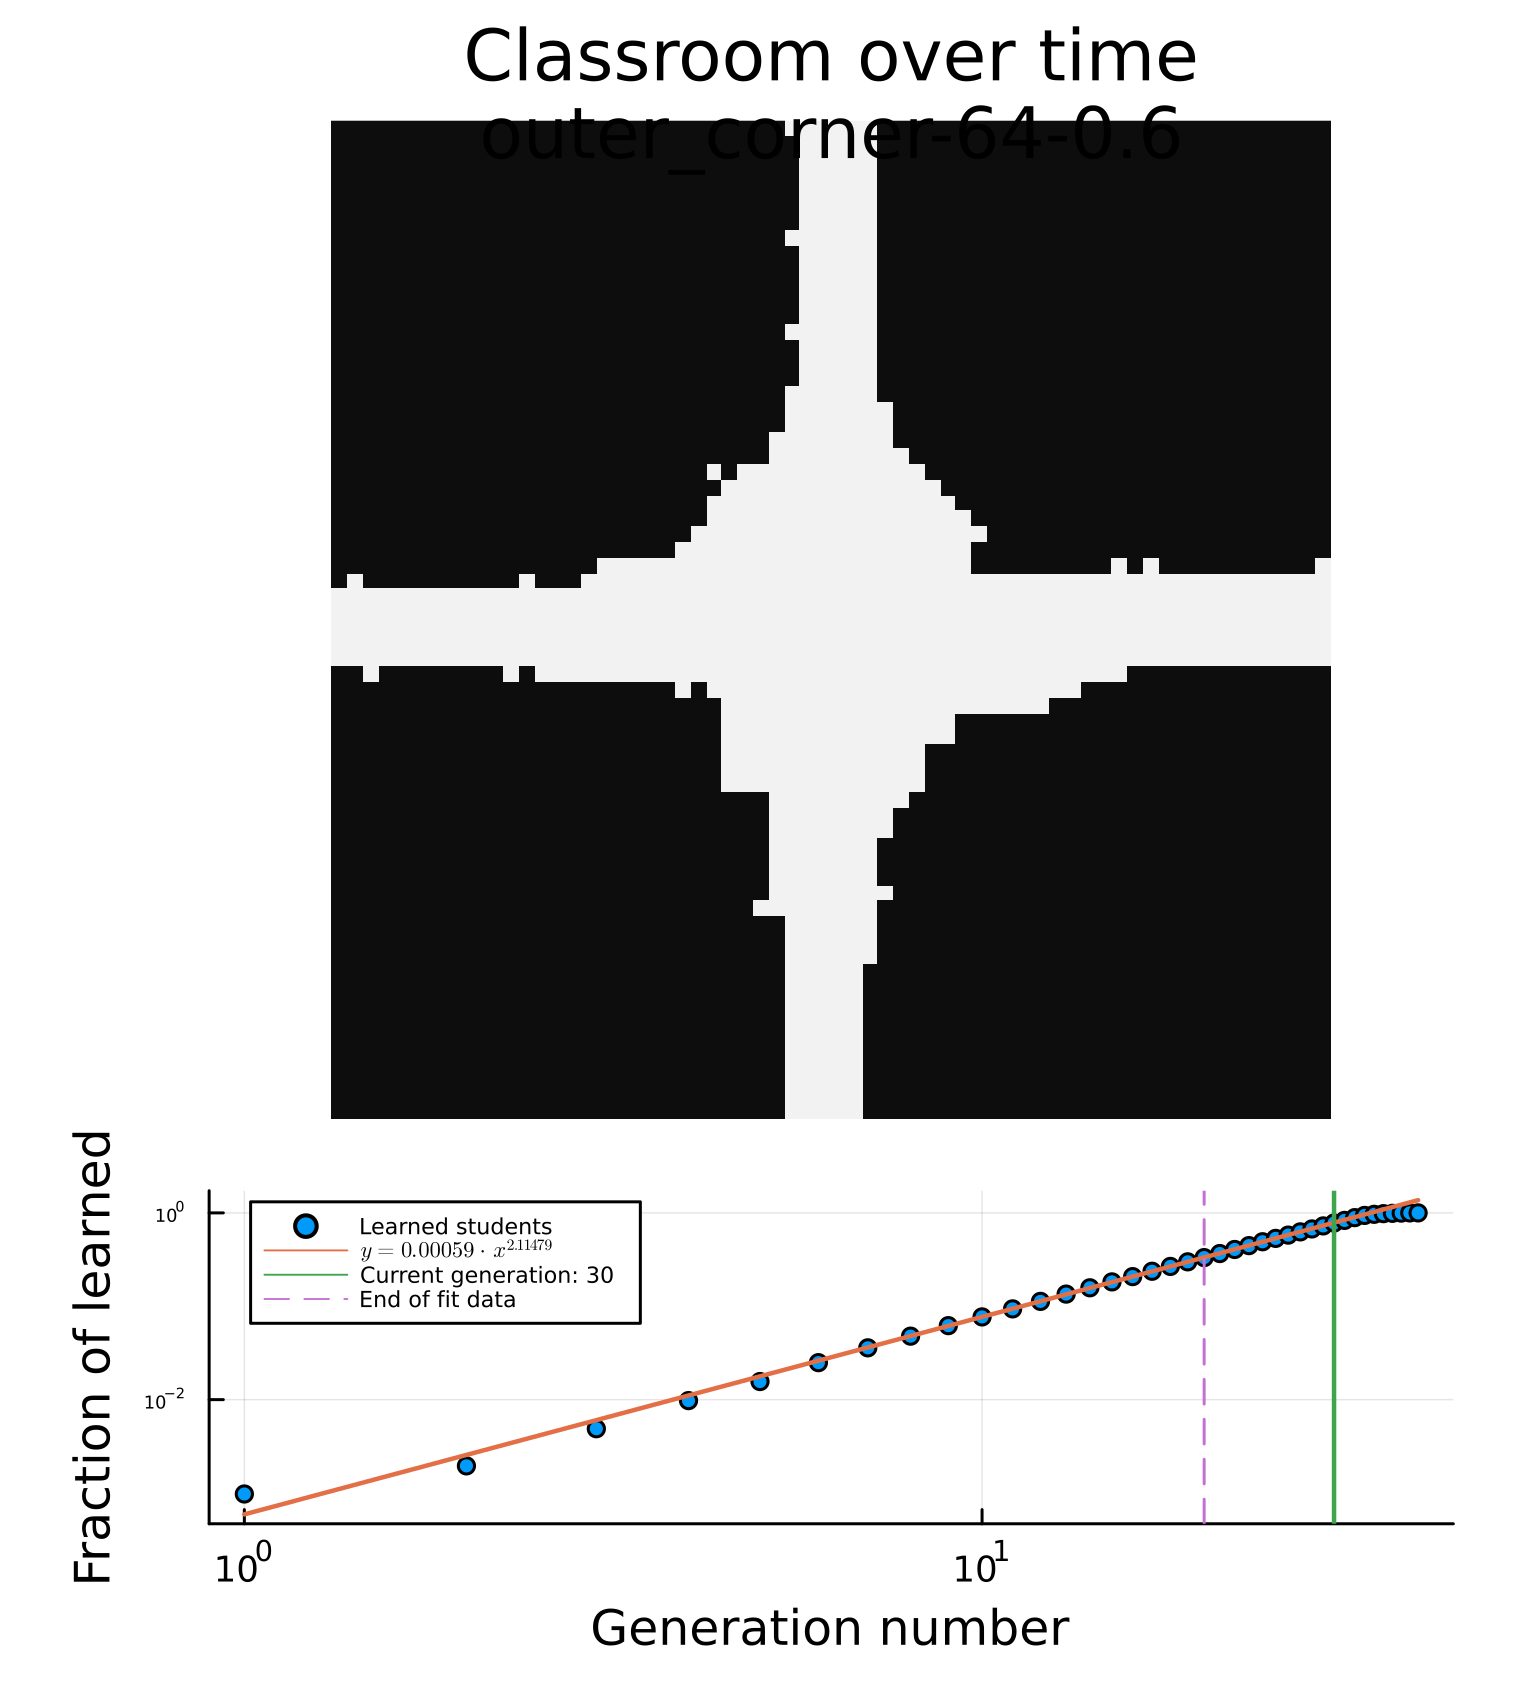 Classroom over time
outer_corner-64-0.6
Fraction of learned
10⁰
10⁻²
Learned students
y = 0.00059 · x^2.11479
Current generation: 30
End of fit data
10⁰
10¹
Generation number